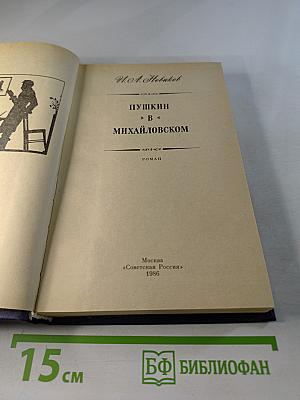 И. А. Новиков
ПУШКИН
В
МИХАЙЛОВСКОМ
РОМАН
Москва
«Советская Россия»
1986
15 см
БФ БИБЛИОФАН